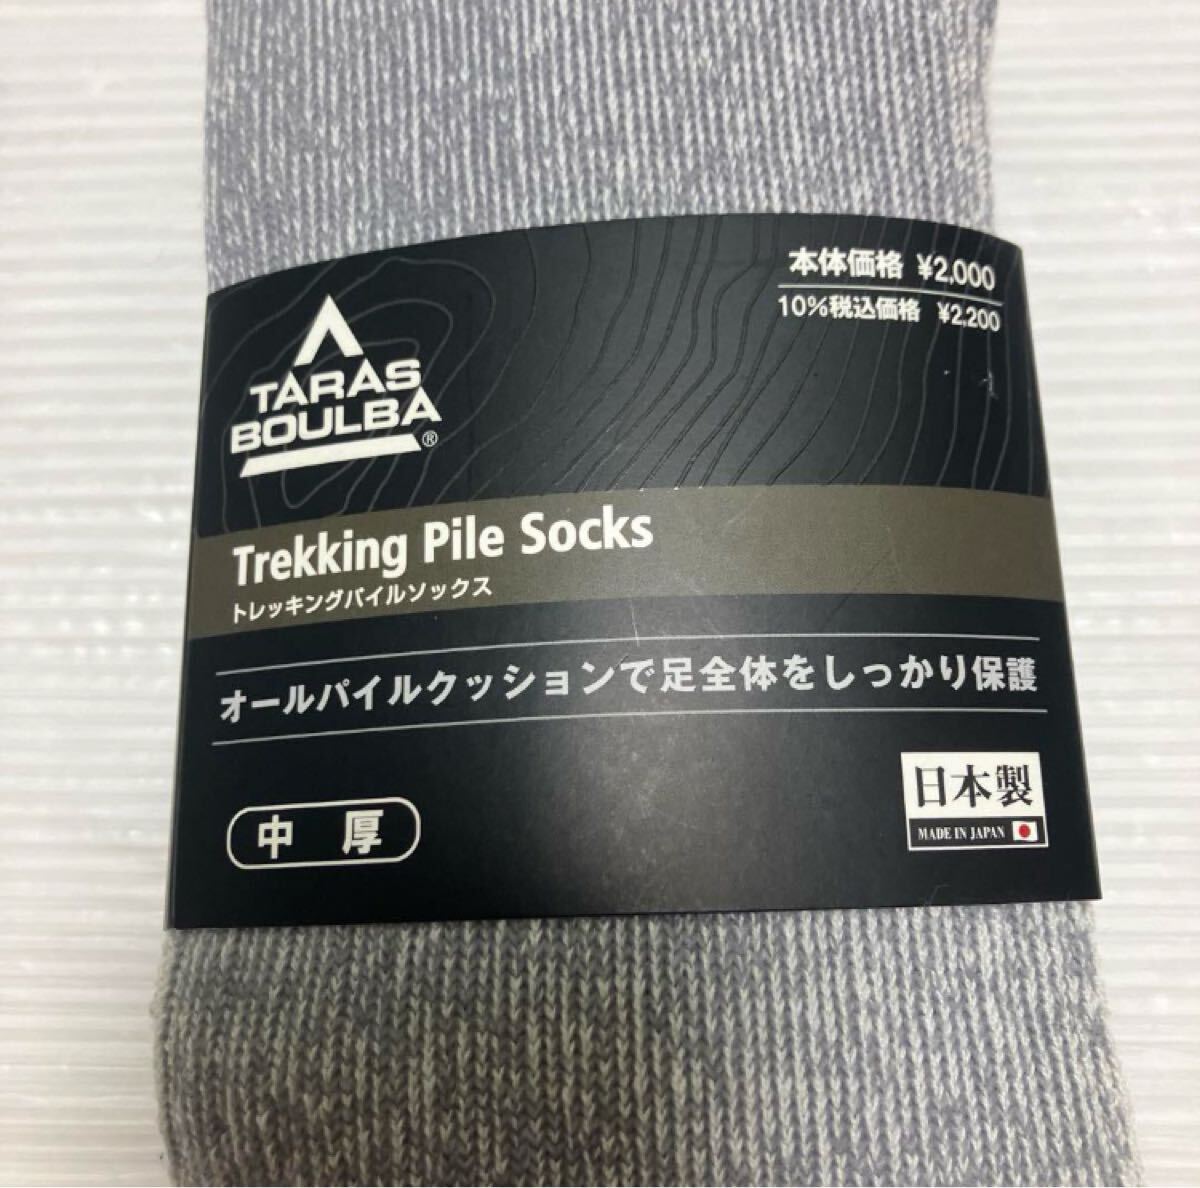 本体価格 ¥2,000
10%税込価格 ¥2,200
TARAS
BOULBA®
Trekking Pile Socks
トレッキングパイルソックス
オールパイルクッションで足全体をしっかり保護
中 厚
日本製
MADE IN JAPAN